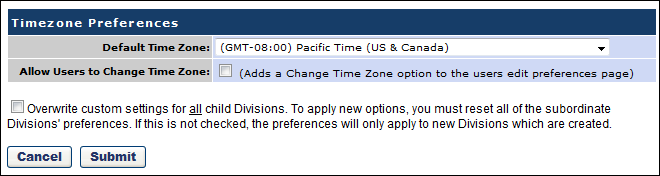 Timezone Preferences
Default Time Zone: (GMT-08:00) Pacific Time (US & Canada)
Allow Users to Change Time Zone: (Adds a Change Time Zone option to the users edit preferences page)
Overwrite custom settings for all child Divisions. To apply new options, you must reset all of the subordinate
Divisions' preferences. If this is not checked, the preferences will only apply to new Divisions which are created.
Cancel Submit